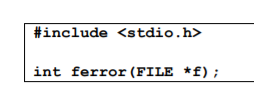 #include <stdio.h>
int ferror(FILE *f);